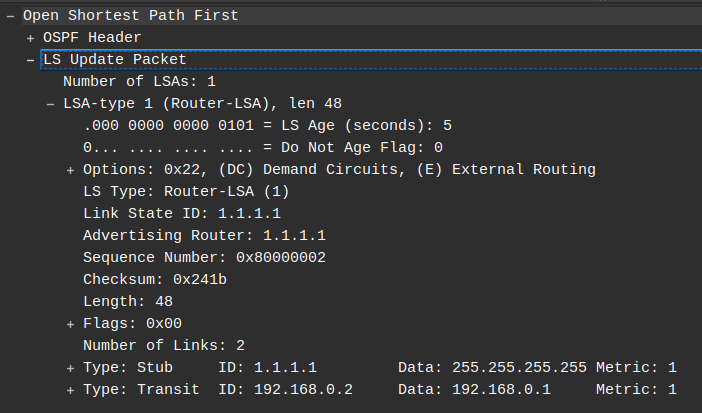 − Open Shortest Path First
+ OSPF Header
− LS Update Packet
Number of LSAs: 1
− LSA-type 1 (Router-LSA), len 48
.000 0000 0000 0101 = LS Age (seconds): 5
0... .... .... .... = Do Not Age Flag: 0
+ Options: 0x22, (DC) Demand Circuits, (E) External Routing
LS Type: Router-LSA (1)
Link State ID: 1.1.1.1
Advertising Router: 1.1.1.1
Sequence Number: 0x80000002
Checksum: 0x241b
Length: 48
+ Flags: 0x00
Number of Links: 2
+ Type: Stub     ID: 1.1.1.1         Data: 255.255.255.255 Metric: 1
+ Type: Transit  ID: 192.168.0.2     Data: 192.168.0.1     Metric: 1